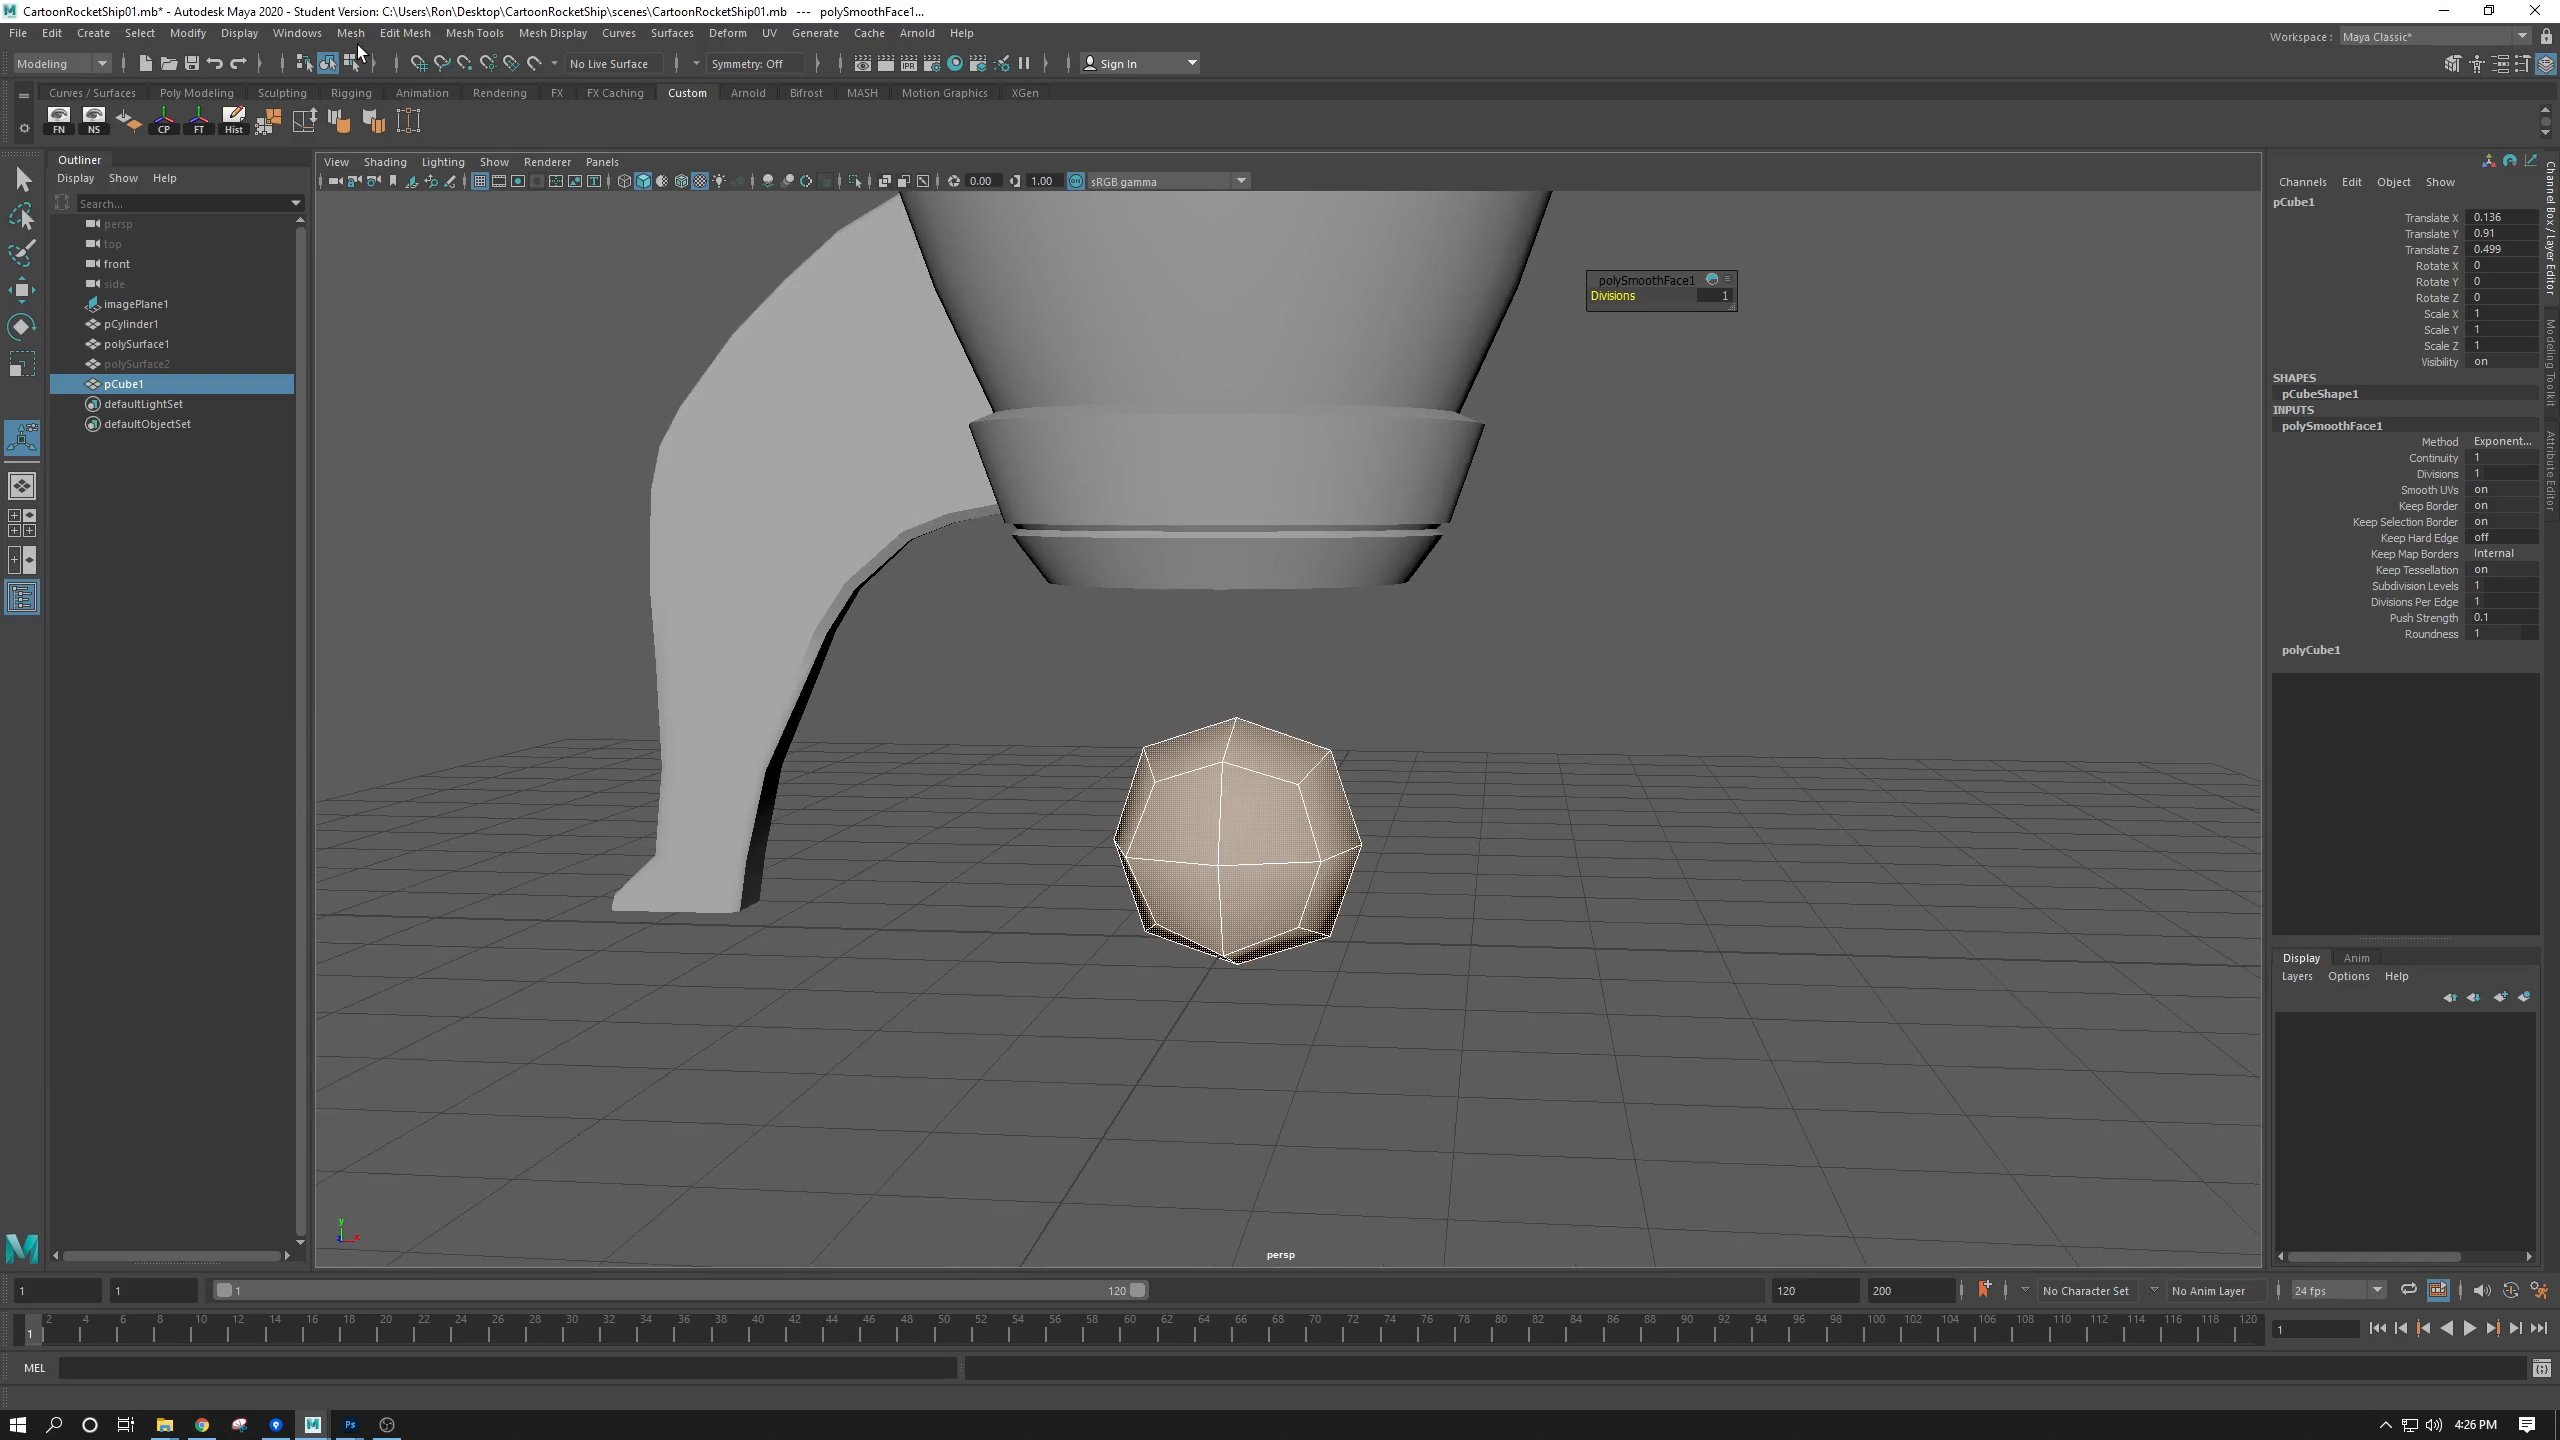 CartoonRocketShip01.mb* - Autodesk Maya 2020 - Student Version: C:\Users\Ron\Desktop\CartoonRocketShip\scenes\CartoonRocketShip01.mb --- polySmoothFace1...
File Edit Create Select Modify Display Windows Mesh Edit Mesh Mesh Tools Mesh Display Curves Surfaces Deform UV Generate Cache Arnold Help
Workspace : Maya Classic*
Modeling No Live Surface Symmetry: Off IPR Sign In
Curves / Surfaces Poly Modeling Sculpting Rigging Animation Rendering FX FX Caching Custom Arnold Bifrost MASH Motion Graphics XGen
FN NS CP FT Hist
Outliner
Display Show Help
Search...
persp
top
front
side
imagePlane1
pCylinder1
polySurface1
polySurface2
pCube1
defaultLightSet
defaultObjectSet
View Shading Lighting Show Renderer Panels
0.00 1.00 ON sRGB gamma
polySmoothFace1
Divisions 1
persp
y
x
z
Channels Edit Object Show
pCube1
Translate X 0.136
Translate Y 0.91
Translate Z 0.499
Rotate X 0
Rotate Y 0
Rotate Z 0
Scale X 1
Scale Y 1
Scale Z 1
Visibility on
SHAPES
pCubeShape1
INPUTS
polySmoothFace1
Method Exponent...
Continuity 1
Divisions 1
Smooth UVs on
Keep Border on
Keep Selection Border on
Keep Hard Edge off
Keep Map Borders Internal
Keep Tessellation on
Subdivision Levels 1
Divisions Per Edge 1
Push Strength 0.1
Roundness 1
polyCube1
Channel Box / Layer Editor
Modeling Toolkit
Attribute Editor
Display Anim
Layers Options Help
1 1 1 120 120 200 No Character Set No Anim Layer 24 fps
2 4 6 8 10 12 14 16 18 20 22 24 26 28 30 32 34 36 38 40 42 44 46 48 50 52 54 56 58 60 62 64 66 68 70 72 74 76 78 80 82 84 86 88 90 92 94 96 98 100 102 104 106 108 110 112 114 116 118 120
1 1
MEL
Ps 4:26 PM